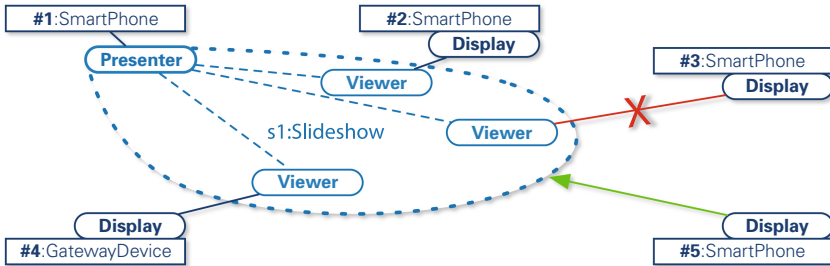 #1:SmartPhone
#2:SmartPhone
Display
Presenter
#3:SmartPhone
Display
Viewer
Viewer
s1:Slideshow
Viewer
Display
#4:GatewayDevice
Display
#5:SmartPhone